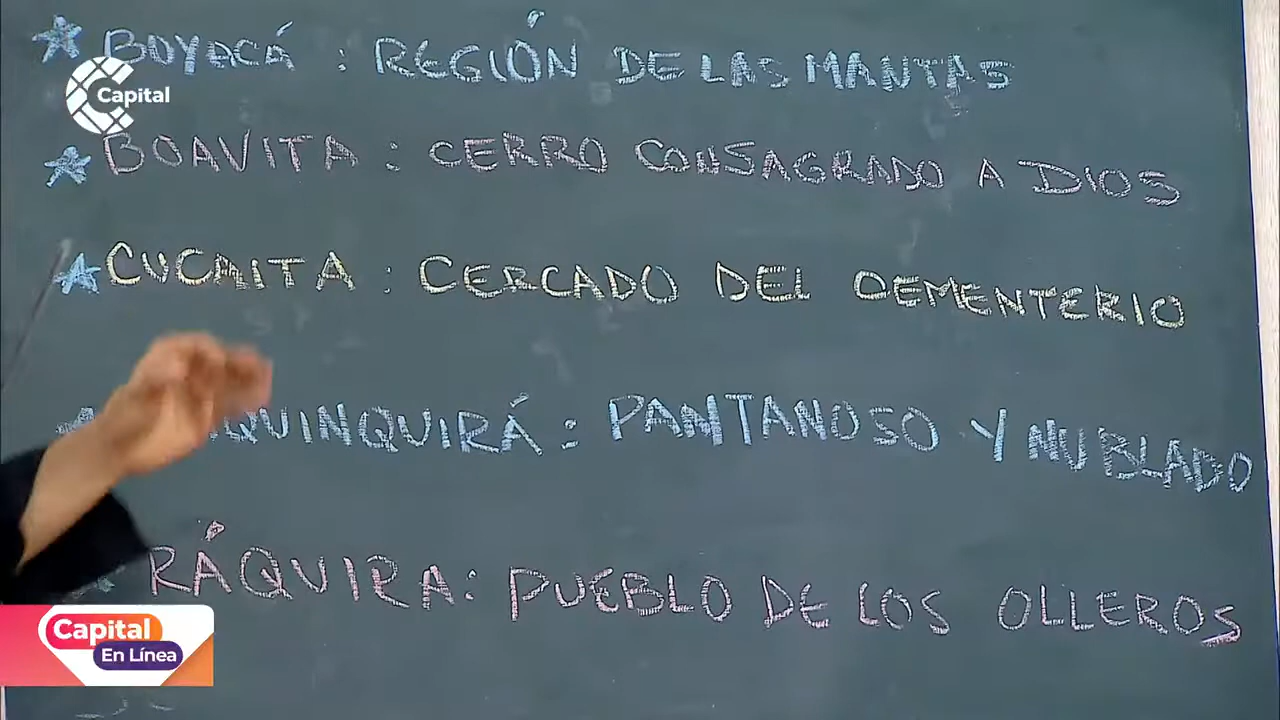 BOYACÁ : REGIÓN DE LAS MANTAS
Capital
BOAVITA : CERRO CONSAGRADO A DIOS
CUCAITA : CERCADO DEL CEMENTERIO
QUINQUIRÁ : PANTANOSO Y NUBLADO
RÁQUIRA : PUEBLO DE LOS OLLEROS
Capital
En Línea